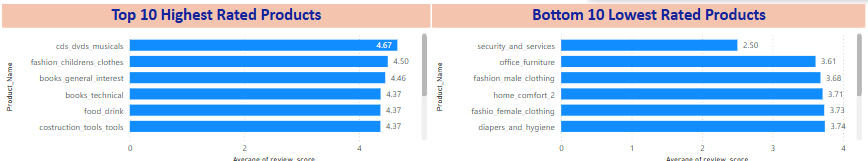 Top 10 Highest Rated Products
Product_Name
cds_dvds_musicals 4.67
fashion_childrens_clothes 4.50
books_general_interest 4.46
books_technical 4.37
food_drink 4.37
costruction_tools_tools 4.37
0 2 4
Average of review_score
Bottom 10 Lowest Rated Products
Product_Name
security_and_services 2.50
office_furniture 3.61
fashion_male_clothing 3.68
home_comfort_2 3.71
fashio_female_clothing 3.73
diapers_and_hygiene 3.74
0 1 2 3 4
Average of review_score